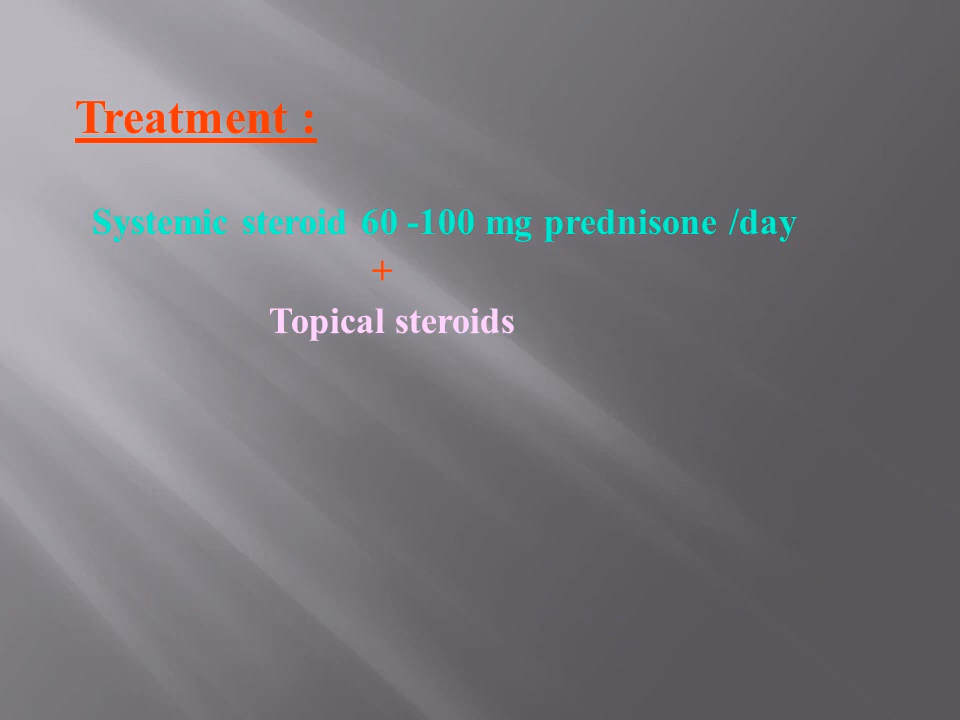 Treatment :
Systemic steroid 60 -100 mg prednisone /day
+
Topical steroids